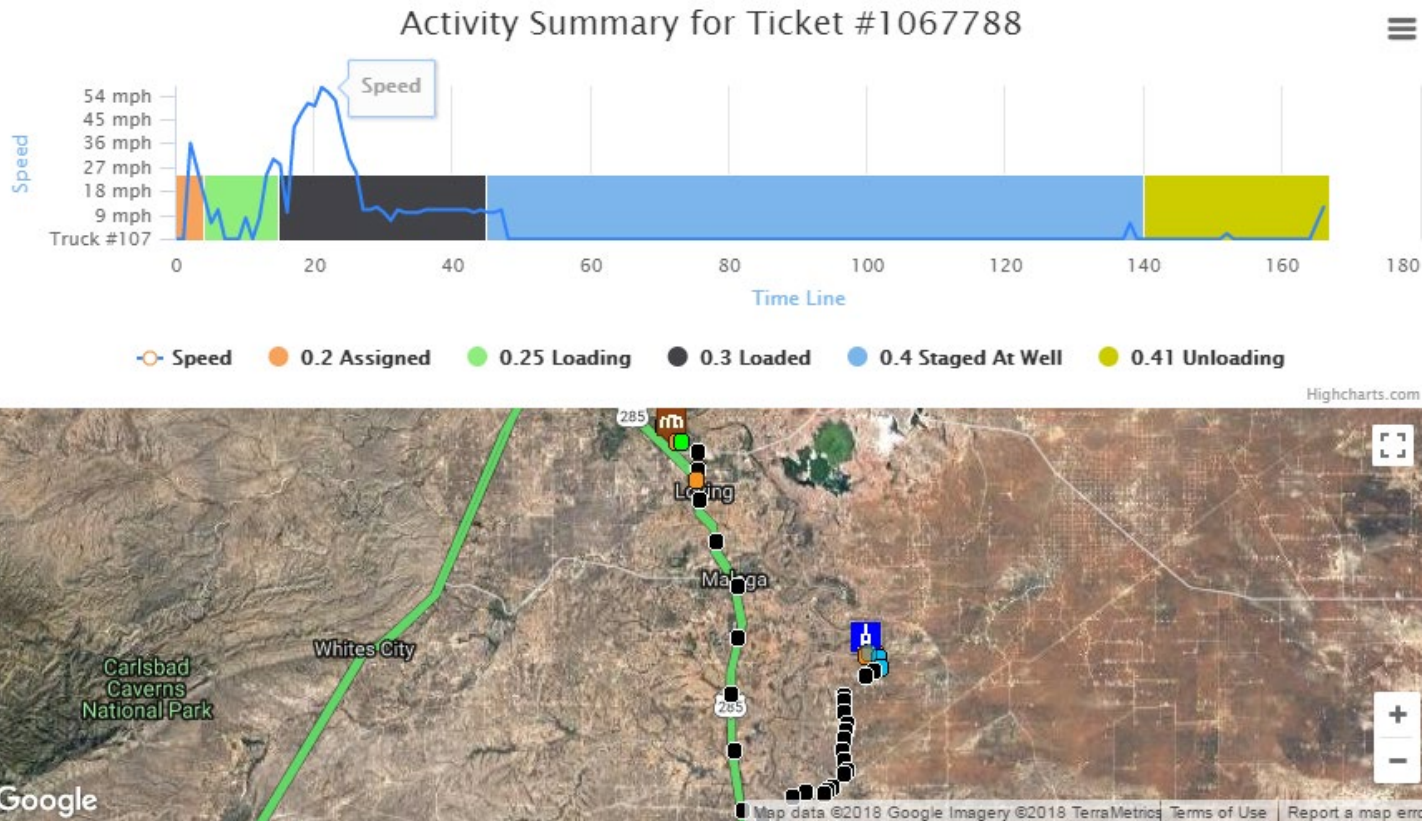 Activity Summary for Ticket #1067788
Speed
54 mph
45 mph
36 mph
27 mph
18 mph
9 mph
Truck #107
Speed
0 20 40 60 80 100 120 140 160 180
Time Line
Speed 0.2 Assigned 0.25 Loading 0.3 Loaded 0.4 Staged At Well 0.41 Unloading
Highcharts.com
285
Loving
Malaga
Whites City
Carlsbad
Caverns
National Park
285
+
−
Google
Map data ©2018 Google Imagery ©2018 TerraMetrics Terms of Use Report a map erro